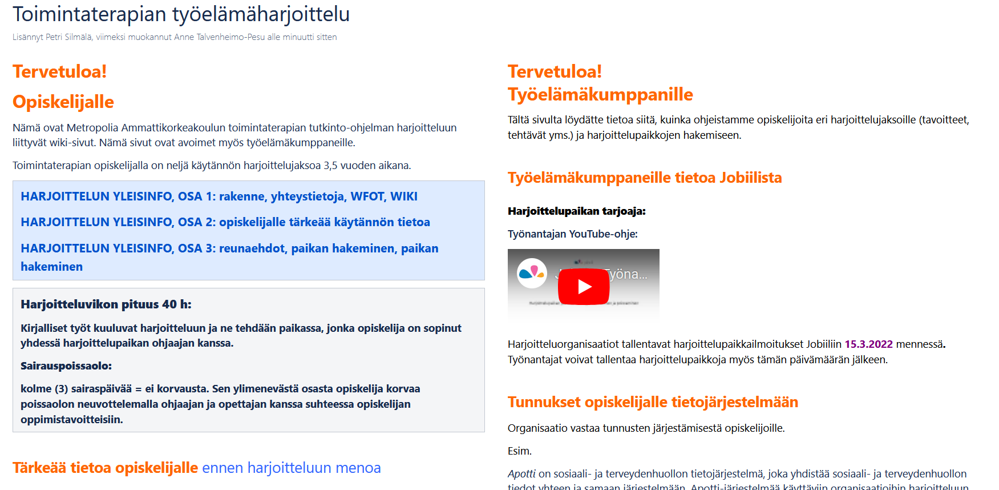 Toimintaterapian työelämäharjoittelu
Lisännyt Petri Silmälä, viimeksi muokannut Anne Talvenheimo-Pesu alle minuutti sitten
Tervetuloa!
Opiskelijalle
Nämä ovat Metropolia Ammattikorkeakoulun toimintaterapian tutkinto-ohjelman harjoitteluun
liittyvät wiki-sivut. Nämä sivut ovat avoimet myös työelämäkumppaneille.
Toimintaterapian opiskelijalla on neljä käytännön harjoittelujaksoa 3,5 vuoden aikana.
HARJOITTELUN YLEISINFO, OSA 1: rakenne, yhteystietoja, WFOT, WIKI
HARJOITTELUN YLEISINFO, OSA 2: opiskelijalle tärkeää käytännön tietoa
HARJOITTELUN YLEISINFO, OSA 3: reunaehdot, paikan hakeminen, paikan
hakeminen
Harjoitteluvikon pituus 40 h:
Kirjalliset työt kuuluvat harjoitteluun ja ne tehdään paikassa, jonka opiskelija on sopinut
yhdessä harjoittelupaikan ohjaajan kanssa.
Sairauspoissaolo:
kolme (3) sairaspäivää = ei korvausta. Sen ylimenevästä osasta opiskelija korvaa
poissaolon neuvottelemalla ohjaajan ja opettajan kanssa suhteessa opiskelijan
oppimistavoitteisiin.
Tärkeää tietoa opiskelijalle ennen harjoitteluun menoa
Tervetuloa!
Työelämäkumppanille
Tältä sivulta löydätte tietoa siitä, kuinka ohjeistamme opiskelijoita eri harjoittelujaksoille (tavoitteet,
tehtävät yms.) ja harjoittelupaikkojen hakemiseen.
Työelämäkumppaneille tietoa Jobiilista
Harjoittelupaikan tarjoaja:
Työnantajan YouTube-ohje:
Harjoitteluorganisaatiot tallentavat harjoittelupaikkailmoitukset Jobiiliin 15.3.2022 mennessä.
Työnantajat voivat tallentaa harjoittelupaikkoja myös tämän päivämäärän jälkeen.
Tunnukset opiskelijalle tietojärjestelmään
Organisaatio vastaa tunnusten järjestämisestä opiskelijoille.
Esim.
Apotti on sosiaali- ja terveydenhuollon tietojärjestelmä, joka yhdistää sosiaali- ja terveydenhuollon
tiedot yhteen ja samaan järjestelmään. Apotti-järjestelmää käyttäviin organisaatioihin harjoitteluun